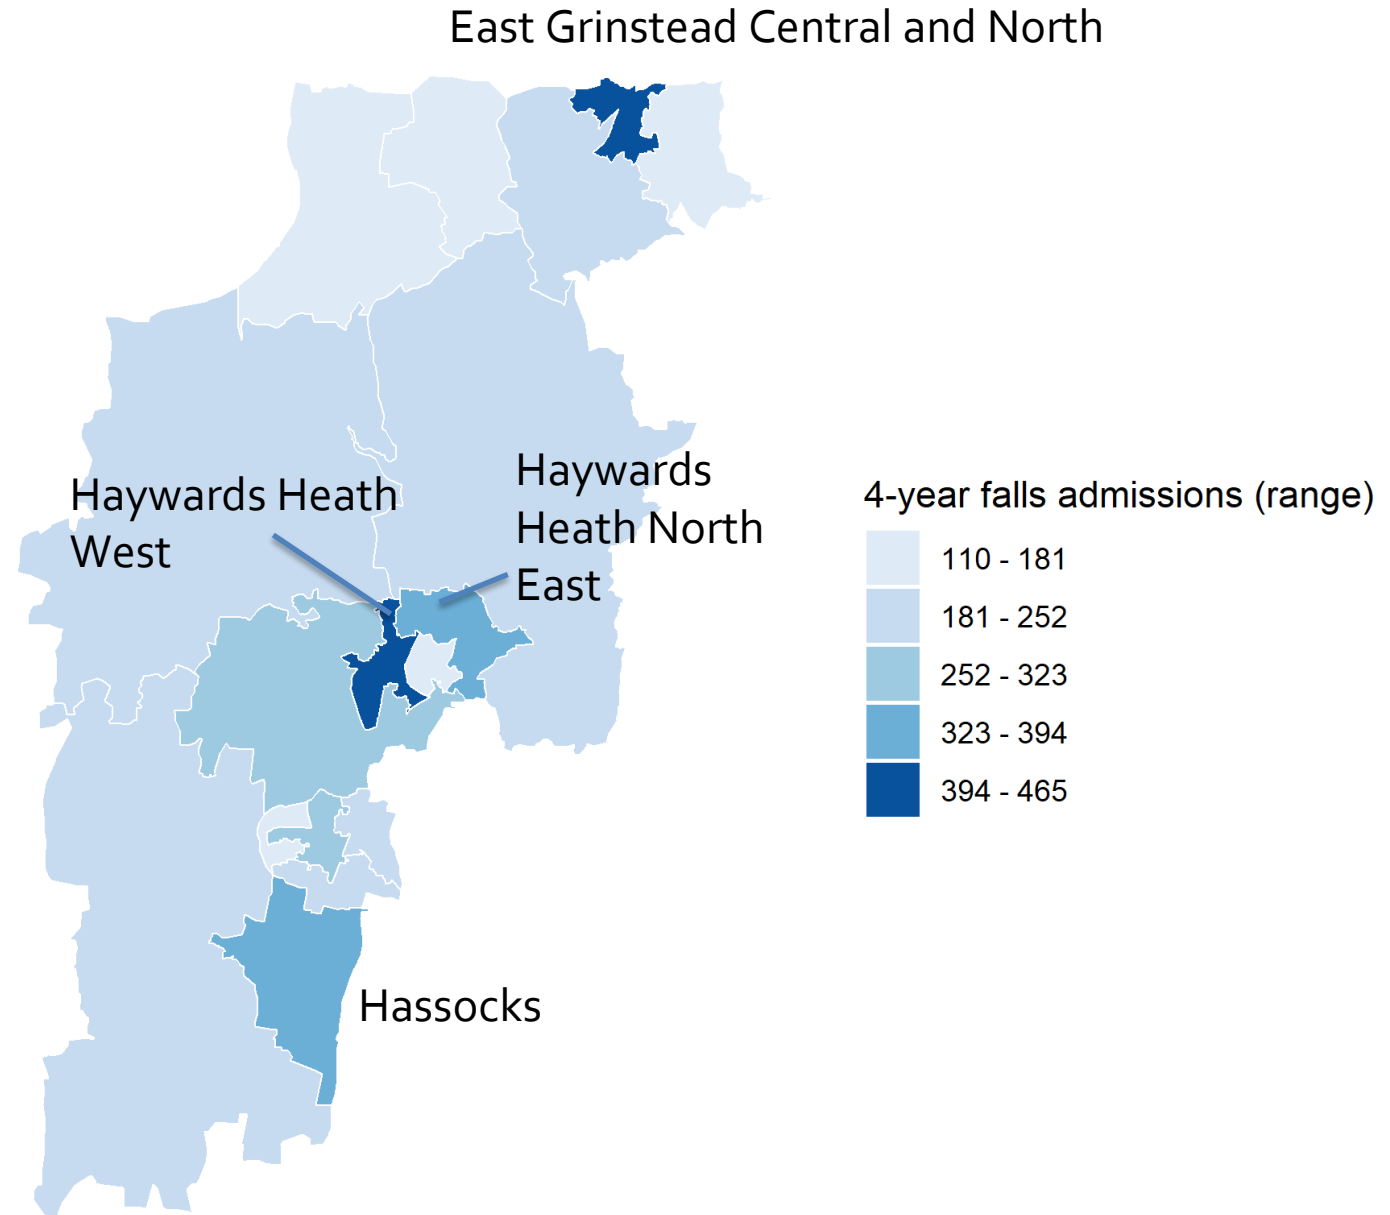 East Grinstead Central and North
Haywards Heath
West
Haywards
Heath North
East
Hassocks
4-year falls admissions (range)
110 - 181
181 - 252
252 - 323
323 - 394
394 - 465